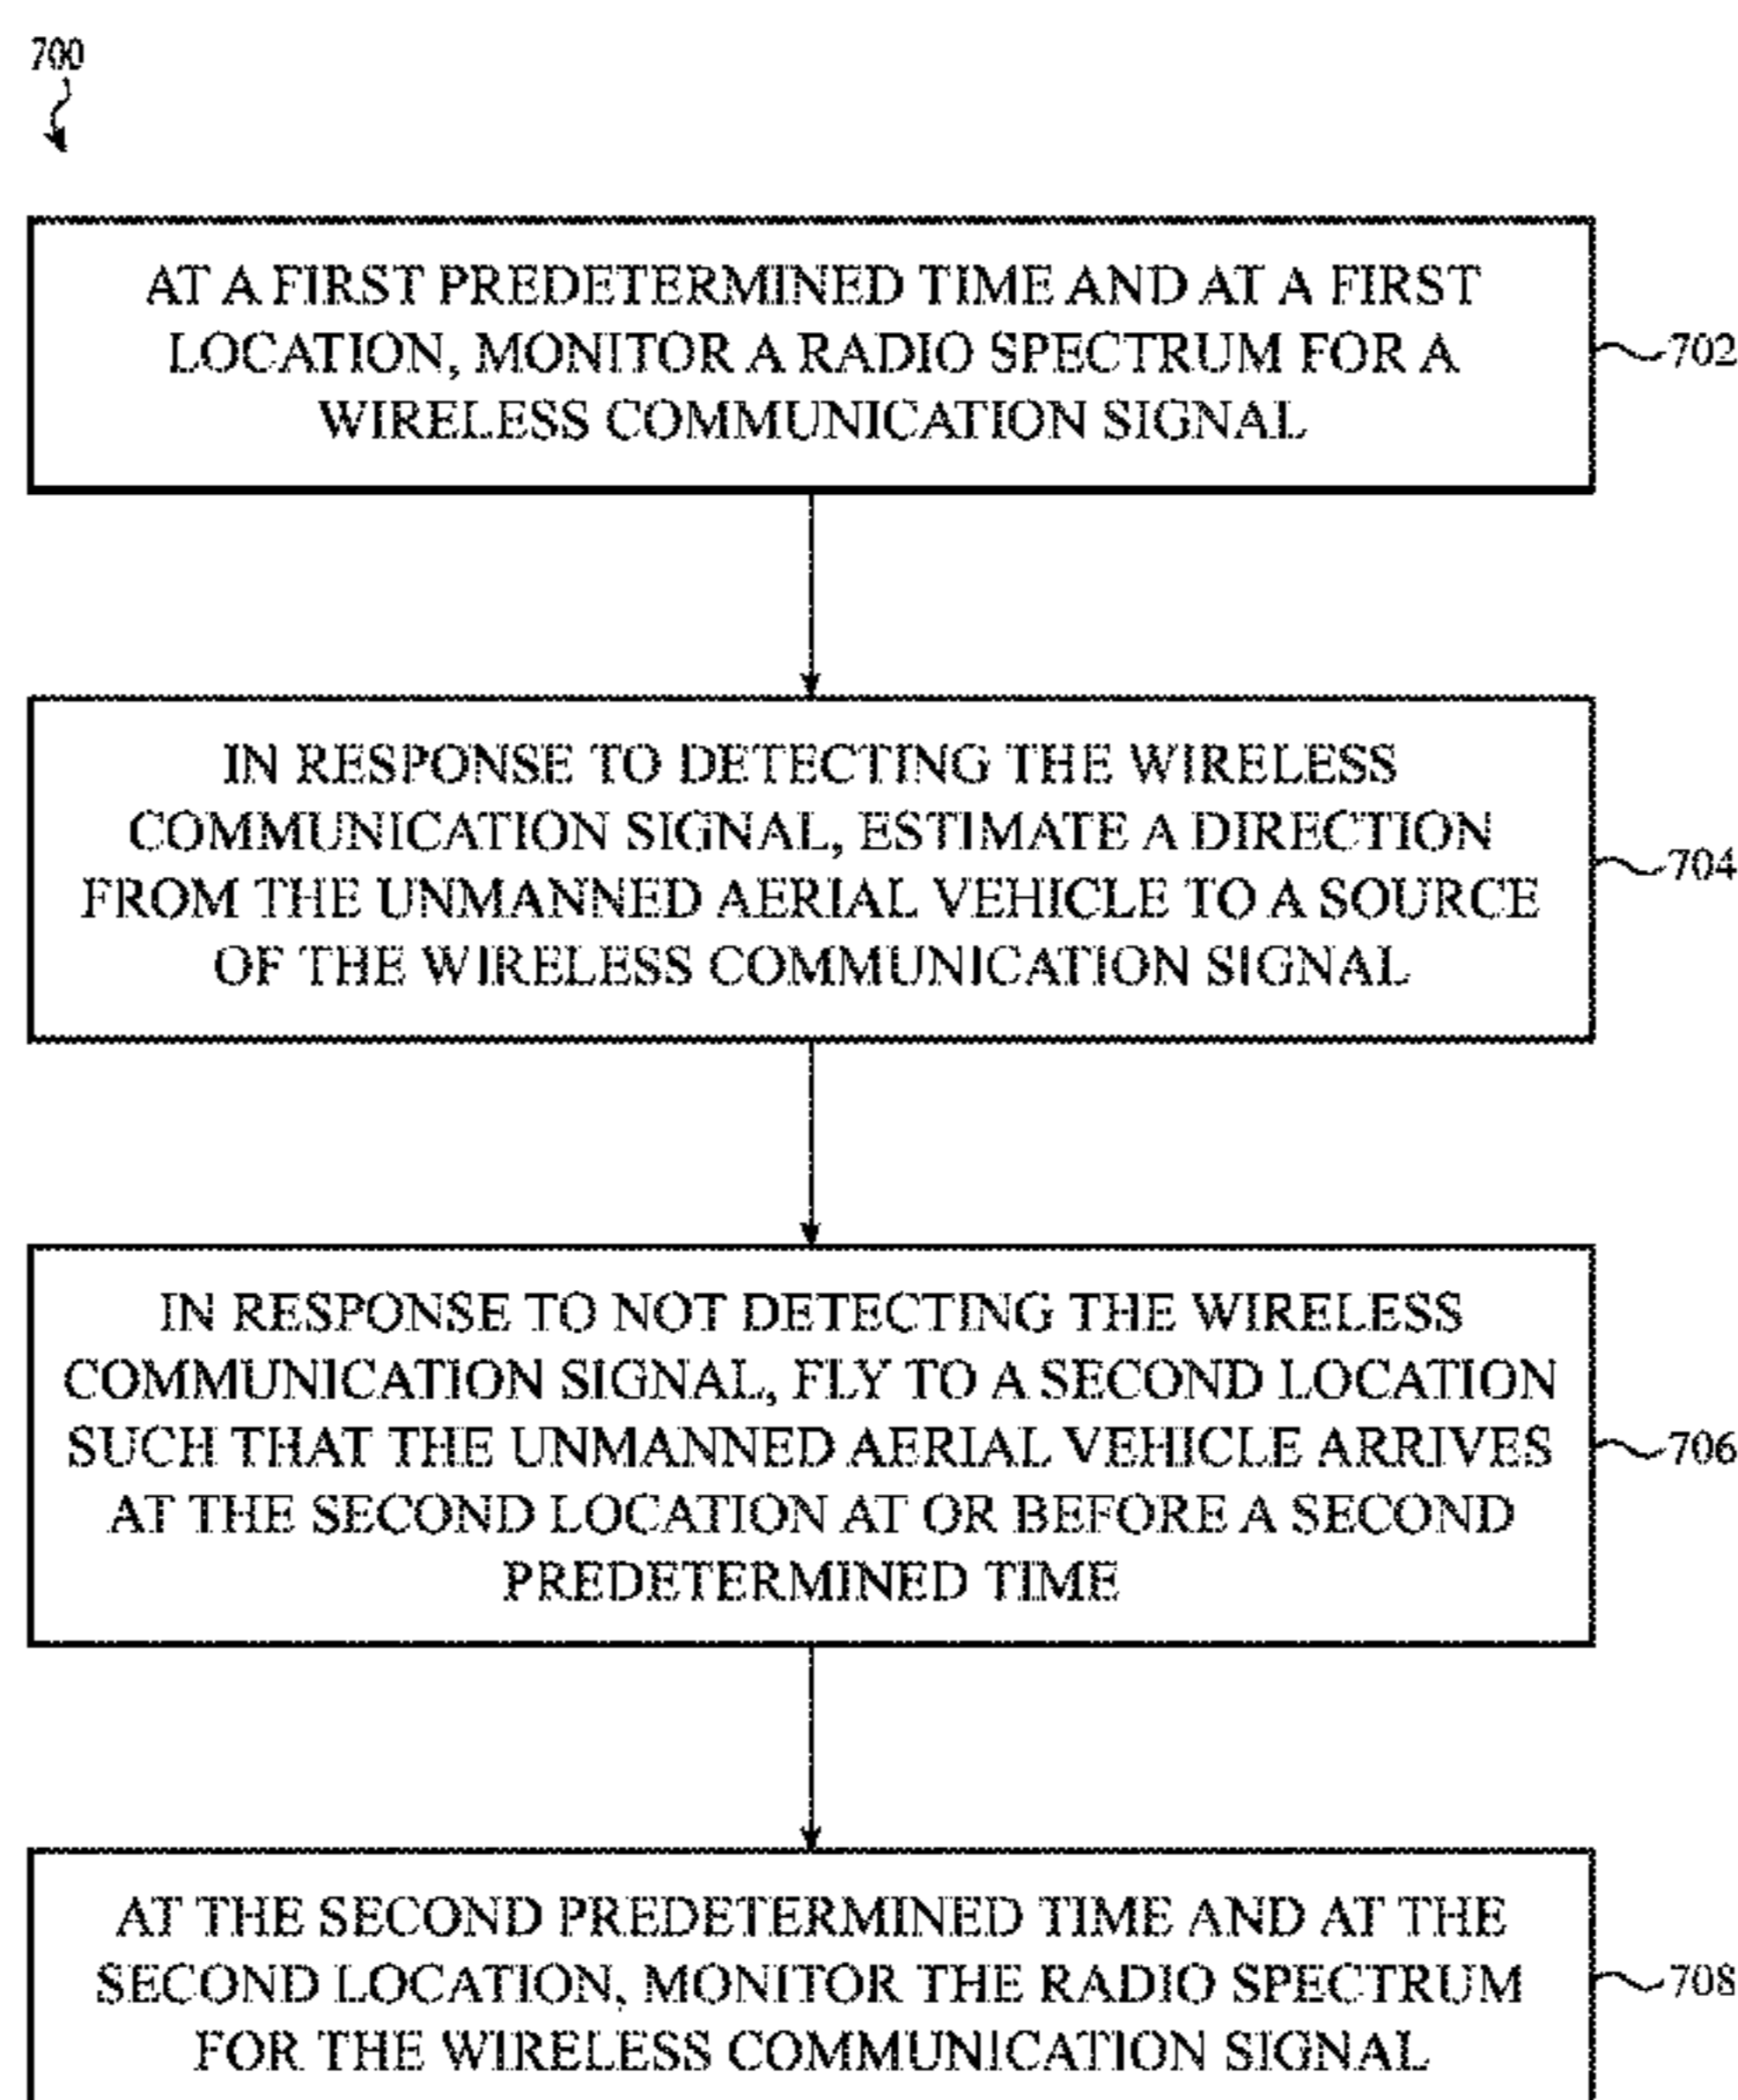 700
AT A FIRST PREDETERMINED TIME AND AT A FIRST
LOCATION, MONITOR A RADIO SPECTRUM FOR A
WIRELESS COMMUNICATION SIGNAL
702
IN RESPONSE TO DETECTING THE WIRELESS
COMMUNICATION SIGNAL, ESTIMATE A DIRECTION
FROM THE UNMANNED AERIAL VEHICLE TO A SOURCE
OF THE WIRELESS COMMUNICATION SIGNAL
704
IN RESPONSE TO NOT DETECTING THE WIRELESS
COMMUNICATION SIGNAL, FLY TO A SECOND LOCATION
SUCH THAT THE UNMANNED AERIAL VEHICLE ARRIVES
AT THE SECOND LOCATION AT OR BEFORE A SECOND
PREDETERMINED TIME
706
AT THE SECOND PREDETERMINED TIME AND AT THE
SECOND LOCATION, MONITOR THE RADIO SPECTRUM
FOR THE WIRELESS COMMUNICATION SIGNAL
708